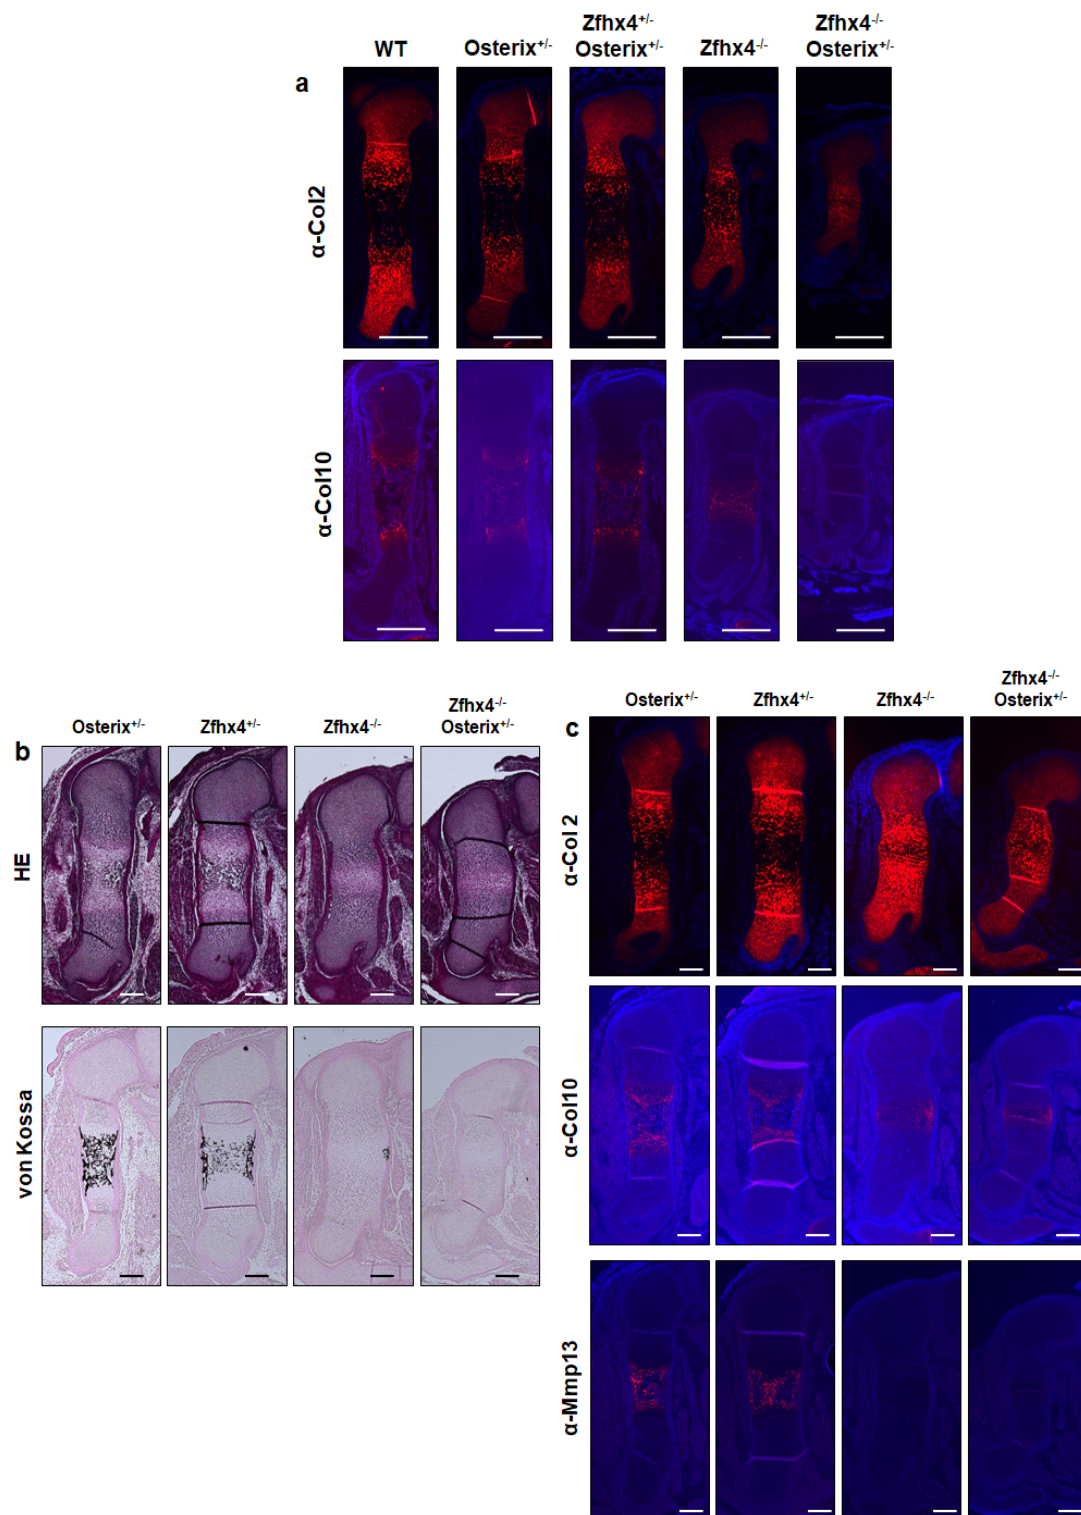 a
WT
Osterix+/-
Zfhx4+/-
Osterix+/-
Zfhx4-/-
Zfhx4-/-
Osterix+/-
α-Col2
α-Col10
b
Osterix+/-
Zfhx4+/-
Zfhx4-/-
Zfhx4-/-
Osterix+/-
HE
von Kossa
c
Osterix+/-
Zfhx4+/-
Zfhx4-/-
Zfhx4-/-
Osterix+/-
α-Col 2
α-Col10
α-Mmp13